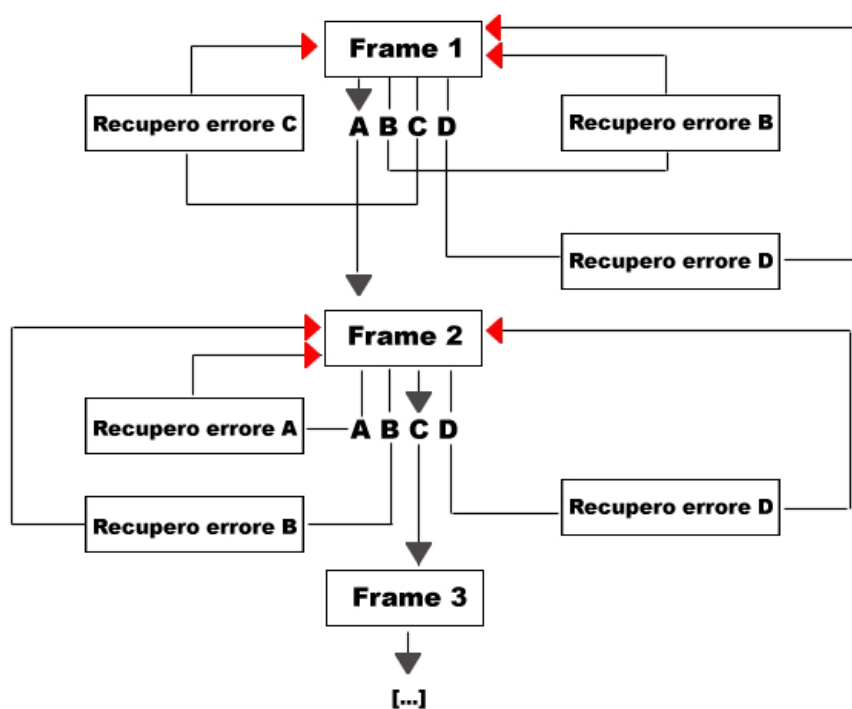 Frame 1
Recupero errore C
A B C D
Recupero errore B
Recupero errore D
Frame 2
Recupero errore A
A B C D
Recupero errore B
Recupero errore D
Frame 3
[...]